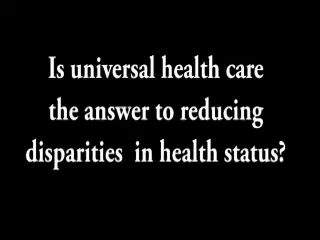 Is universal health care
the answer to reducing
disparities in health status?